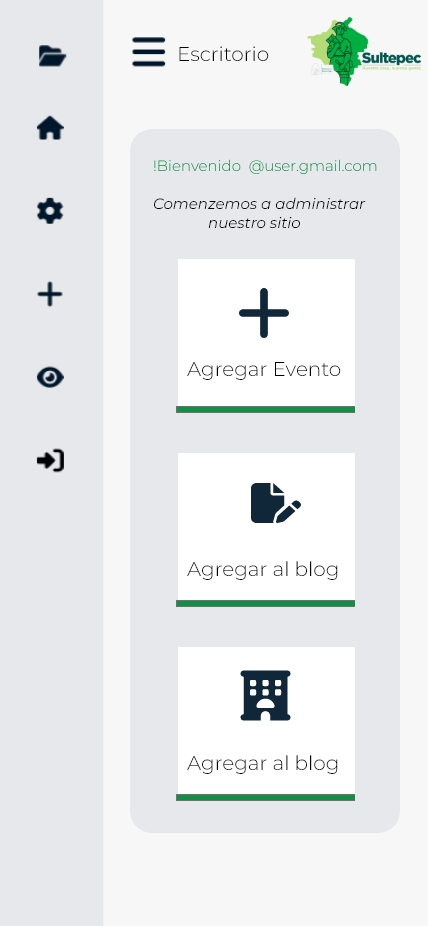 Escritorio
Sultepec
!Bienvenido @user.gmail.com
Comenzemos a administrar
nuestro sitio
Agregar Evento
Agregar al blog
Agregar al blog